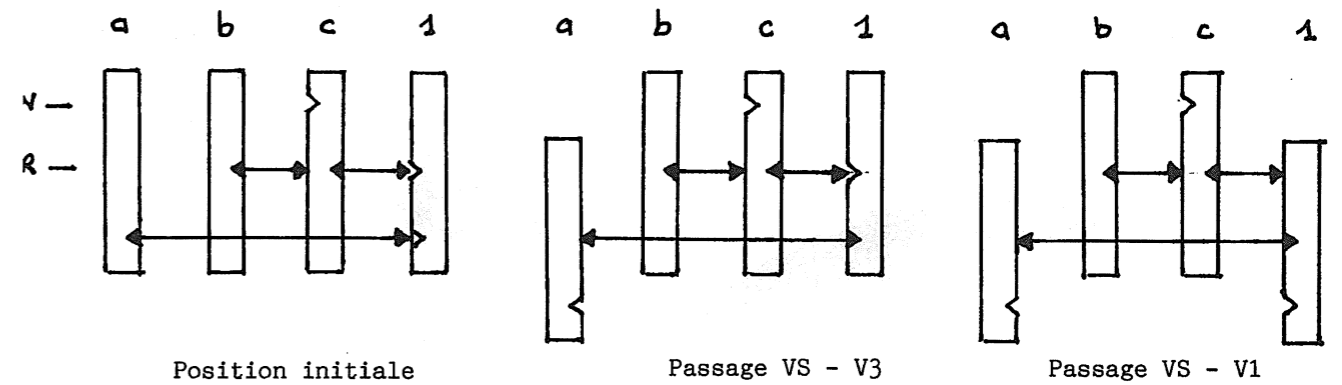 a b c 1 a b c 1 a b c 1
V
R
Position initiale Passage VS - V3 Passage VS - V1